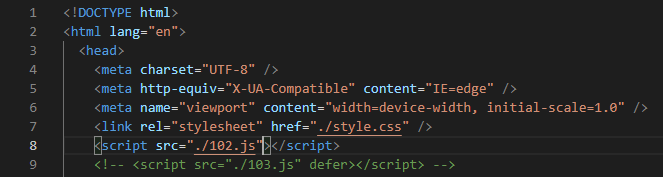 1 <!DOCTYPE html>
2 <html lang="en">
3 <head>
4 <meta charset="UTF-8" />
5 <meta http-equiv="X-UA-Compatible" content="IE=edge" />
6 <meta name="viewport" content="width=device-width, initial-scale=1.0" />
7 <link rel="stylesheet" href="./style.css" />
8 <script src="./102.js"></script>
9 <!-- <script src="./103.js" defer></script> -->